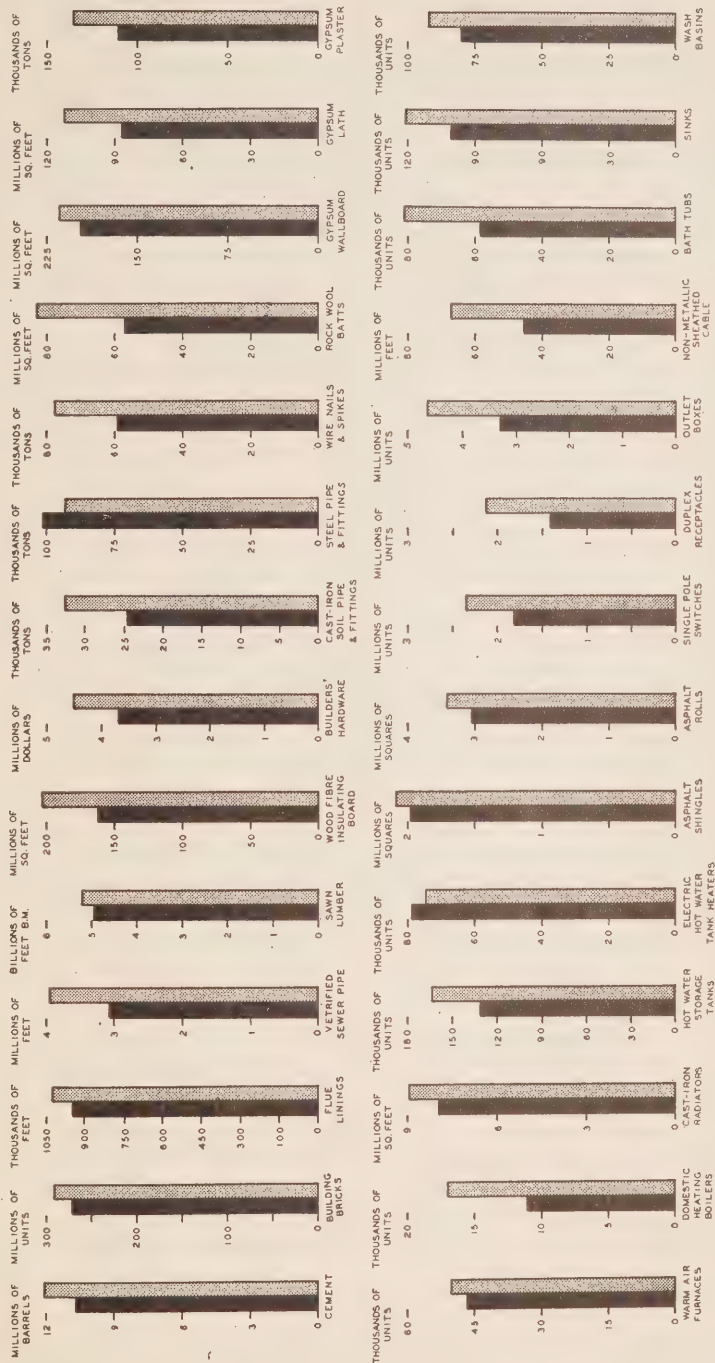 MILLIONS OF
BARRELS
12
9
6
3
0
CEMENT
MILLIONS OF
UNITS
300
200
100
0
BUILDING
BRICKS
THOUSANDS OF
FEET
1050
900
750
600
450
300
100
0
FLUE
LININGS
MILLIONS OF
FEET
4
3
2
1
0
VETRIFIED
SEWER PIPE
BILLIONS OF
FEET B.M.
6
5
4
3
2
1
0
SAWN
LUMBER
MILLIONS OF
SQ. FEET
200
150
100
50
0
WOOD FIBRE
INSULATING
BOARD
MILLIONS OF
DOLLARS
5
4
3
2
1
0
BUILDERS'
HARDWARE
THOUSANDS OF
TONS
35
30
25
20
15
10
5
0
CAST-IRON
SOIL PIPE
& FITTINGS
THOUSANDS OF
TONS
100
75
50
25
0
STEEL PIPE
& FITTINGS
THOUSANDS OF
TONS
80
60
40
20
0
WIRE NAILS
& SPIKES
MILLIONS OF
SQ. FEET
80
60
40
20
0
ROCK WOOL
BATTS
MILLIONS OF
SQ. FEET
225
150
75
0
GYPSUM
WALLBOARD
MILLIONS OF
SQ. FEET
120
90
60
30
0
GYPSUM
LATH
THOUSANDS OF
TONS
150
100
50
0
GYPSUM
PLASTER
THOUSANDS OF
UNITS
60
45
30
15
0
WARM AIR
FURNACES
THOUSANDS OF
UNITS
20
15
10
5
0
DOMESTIC
HEATING
BOILERS
MILLIONS OF
SQ. FEET
9
6
3
0
CAST-IRON
RADIATORS
THOUSANDS OF
UNITS
180
150
120
90
60
30
0
HOT WATER
STORAGE
TANKS
THOUSANDS OF
UNITS
80
60
40
20
0
ELECTRIC
HOT WATER
TANK HEATERS
MILLIONS OF
SQUARES
2
1
0
ASPHALT
SHINGLES
MILLIONS OF
SQUARES
4
3
2
1
0
ASPHALT
ROLLS
MILLIONS OF
UNITS
3
2
1
0
SINGLE POLE
SWITCHES
MILLIONS OF
UNITS
3
2
1
0
DUPLEX
RECEPTACLES
MILLIONS OF
UNITS
5
4
3
2
1
0
OUTLET
BOXES
MILLIONS OF
FEET
80
60
40
20
0
NON-METALLIC
SHEATHED
CABLE
THOUSANDS OF
UNITS
80
60
40
20
0
BATH TUBS
THOUSANDS OF
UNITS
120
90
90
30
0
SINKS
THOUSANDS OF
UNITS
100
75
50
25
0
WASH
BASINS